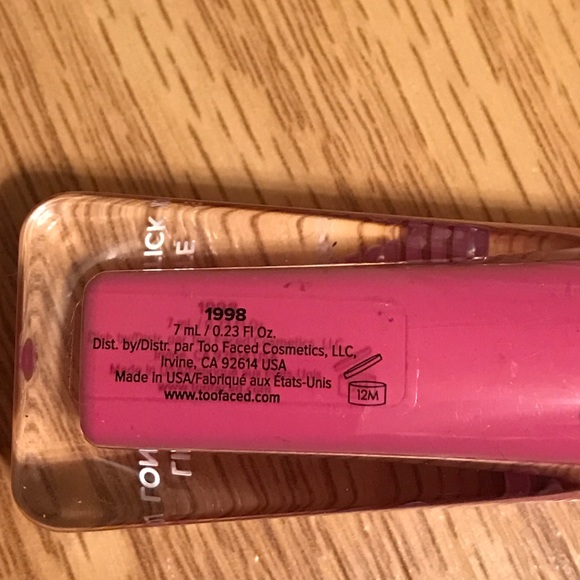 1998
7 mL / 0.23 Fl Oz.
Dist. by/Distr. par Too Faced Cosmetics, LLC,
Irvine, CA 92614 USA
Made In USA/Fabriqué aux États-Unis
www.toofaced.com
12M